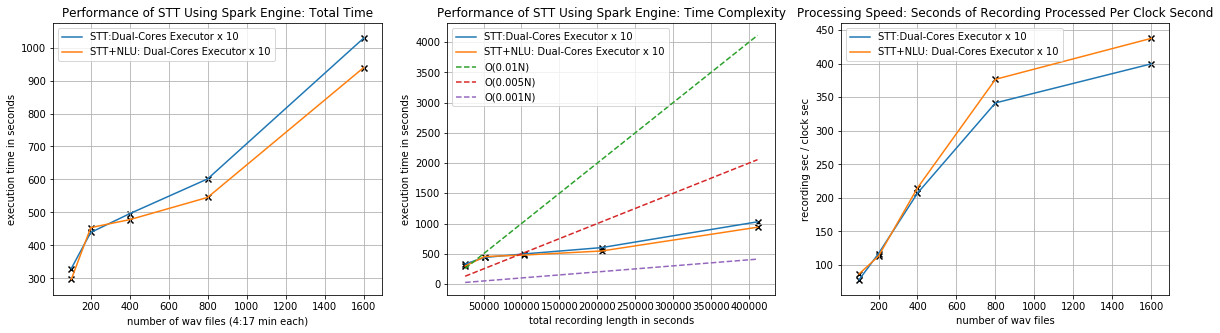 Performance of STT Using Spark Engine: Total Time
STT:Dual-Cores Executor x 10
STT+NLU: Dual-Cores Executor x 10
execution time in seconds
1000
900
800
700
600
500
400
300
200 400 600 800 1000 1200 1400 1600
number of wav files (4:17 min each)
Performance of STT Using Spark Engine: Time Complexity
STT:Dual-Cores Executor x 10
STT+NLU: Dual-Cores Executor x 10
O(0.01N)
O(0.005N)
O(0.001N)
execution time in seconds
4000
3500
3000
2500
2000
1500
1000
500
0
50000 100000 150000 200000 250000 300000 350000 400000
total recording length in seconds
Processing Speed: Seconds of Recording Processed Per Clock Second
STT:Dual-Cores Executor x 10
STT+NLU: Dual-Cores Executor x 10
recording sec / clock sec
450
400
350
300
250
200
150
100
200 400 600 800 1000 1200 1400 1600
number of wav files